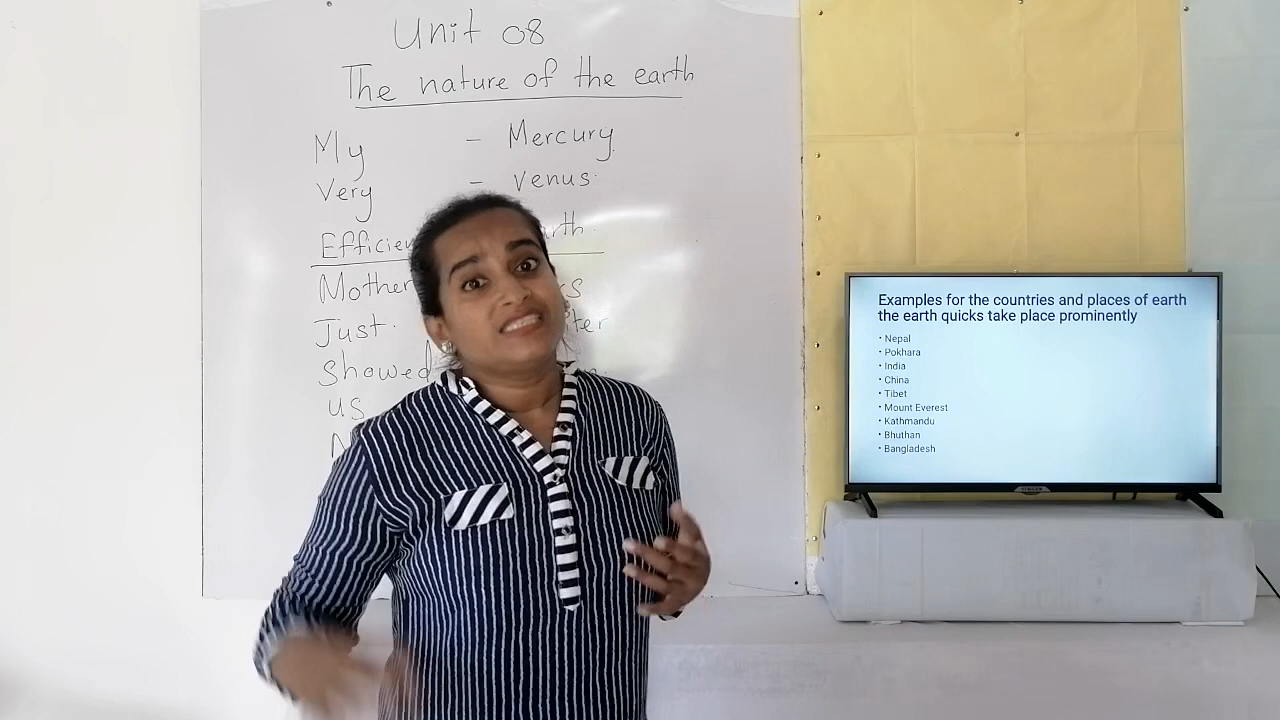 Unit 08
The nature of the earth
My - Mercury
Very - Venus
Mother
Just
Showed
us
Examples for the countries and places of earth
the earth quicks take place prominently
• Nepal
• Pokhara
• India
• China
• Tibet
• Mount Everest
• Kathmandu
• Bhuthan
• Bangladesh